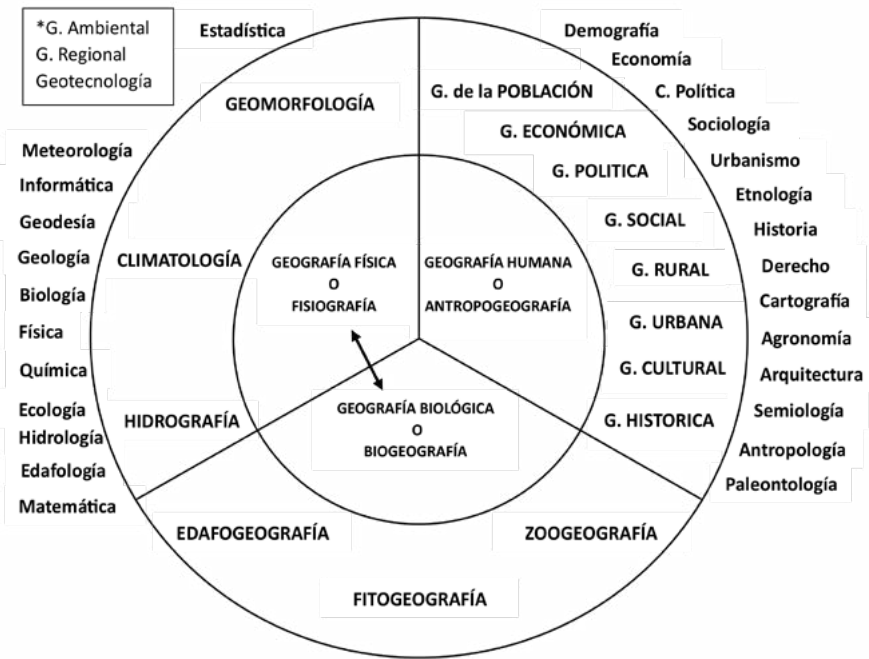 *G. Ambiental
G. Regional
Geotecnología
Estadística
Meteorología
Informática
Geodesía
Geología
Biología
Física
Química
Ecología
Hidrología
Edafología
Matemática
GEOMORFOLOGÍA
CLIMATOLOGÍA
HIDROGRAFÍA
GEOGRAFÍA FÍSICA
O
FISIOGRAFÍA
GEOGRAFÍA HUMANA
O
ANTROPOGEOGRAFÍA
GEOGRAFÍA BIOLÓGICA
O
BIOGEOGRAFÍA
G. de la POBLACIÓN
G. ECONÓMICA
G. POLITICA
G. SOCIAL
G. RURAL
G. URBANA
G. CULTURAL
G. HISTORICA
Demografía
Economía
C. Política
Sociología
Urbanismo
Etnología
Historia
Derecho
Cartografía
Agronomía
Arquitectura
Semiología
Antropología
Paleontología
EDAFOGEOGRAFÍA
ZOOGEOGRAFÍA
FITOGEOGRAFÍA